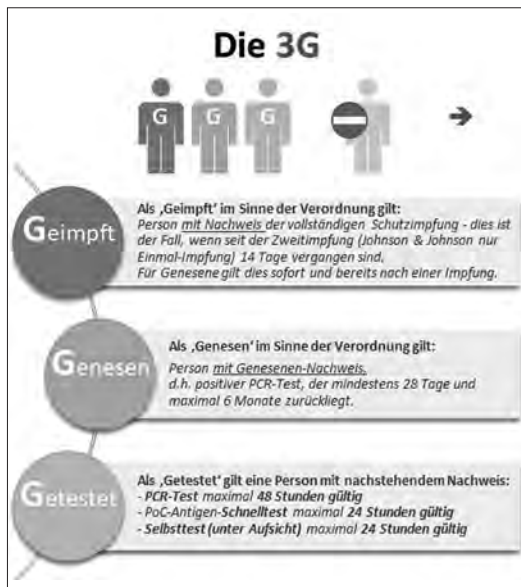 Die 3G
G G G
Geimpft
Als ‚Geimpft' im Sinne der Verordnung gilt:
Person mit Nachweis der vollständigen Schutzimpfung - dies ist
der Fall, wenn seit der Zweitimpfung (Johnson & Johnson nur
Einmal-Impfung) 14 Tage vergangen sind.
Für Genesene gilt dies sofort und bereits nach einer Impfung.
Genesen
Als ‚Genesen' im Sinne der Verordnung gilt:
Person mit Genesenen-Nachweis,
d.h. positiver PCR-Test, der mindestens 28 Tage und
maximal 6 Monate zurückliegt.
Getestet
Als ‚Getestet' gilt eine Person mit nachstehendem Nachweis:
- PCR-Test maximal 48 Stunden gültig
- PoC-Antigen-Schnelltest maximal 24 Stunden gültig
- Selbsttest (unter Aufsicht) maximal 24 Stunden gültig